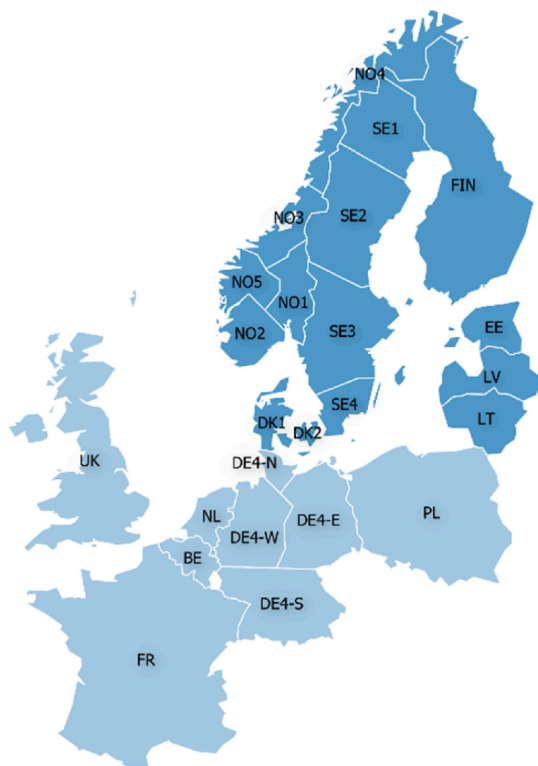 NO4
SE1
FIN
SE2
NO3
NO5
NO1
NO2
SE3
EE
LV
SE4
LT
DK1
DK2
UK
DE4-N
NL
DE4-W
DE4-E
PL
BE
DE4-S
FR